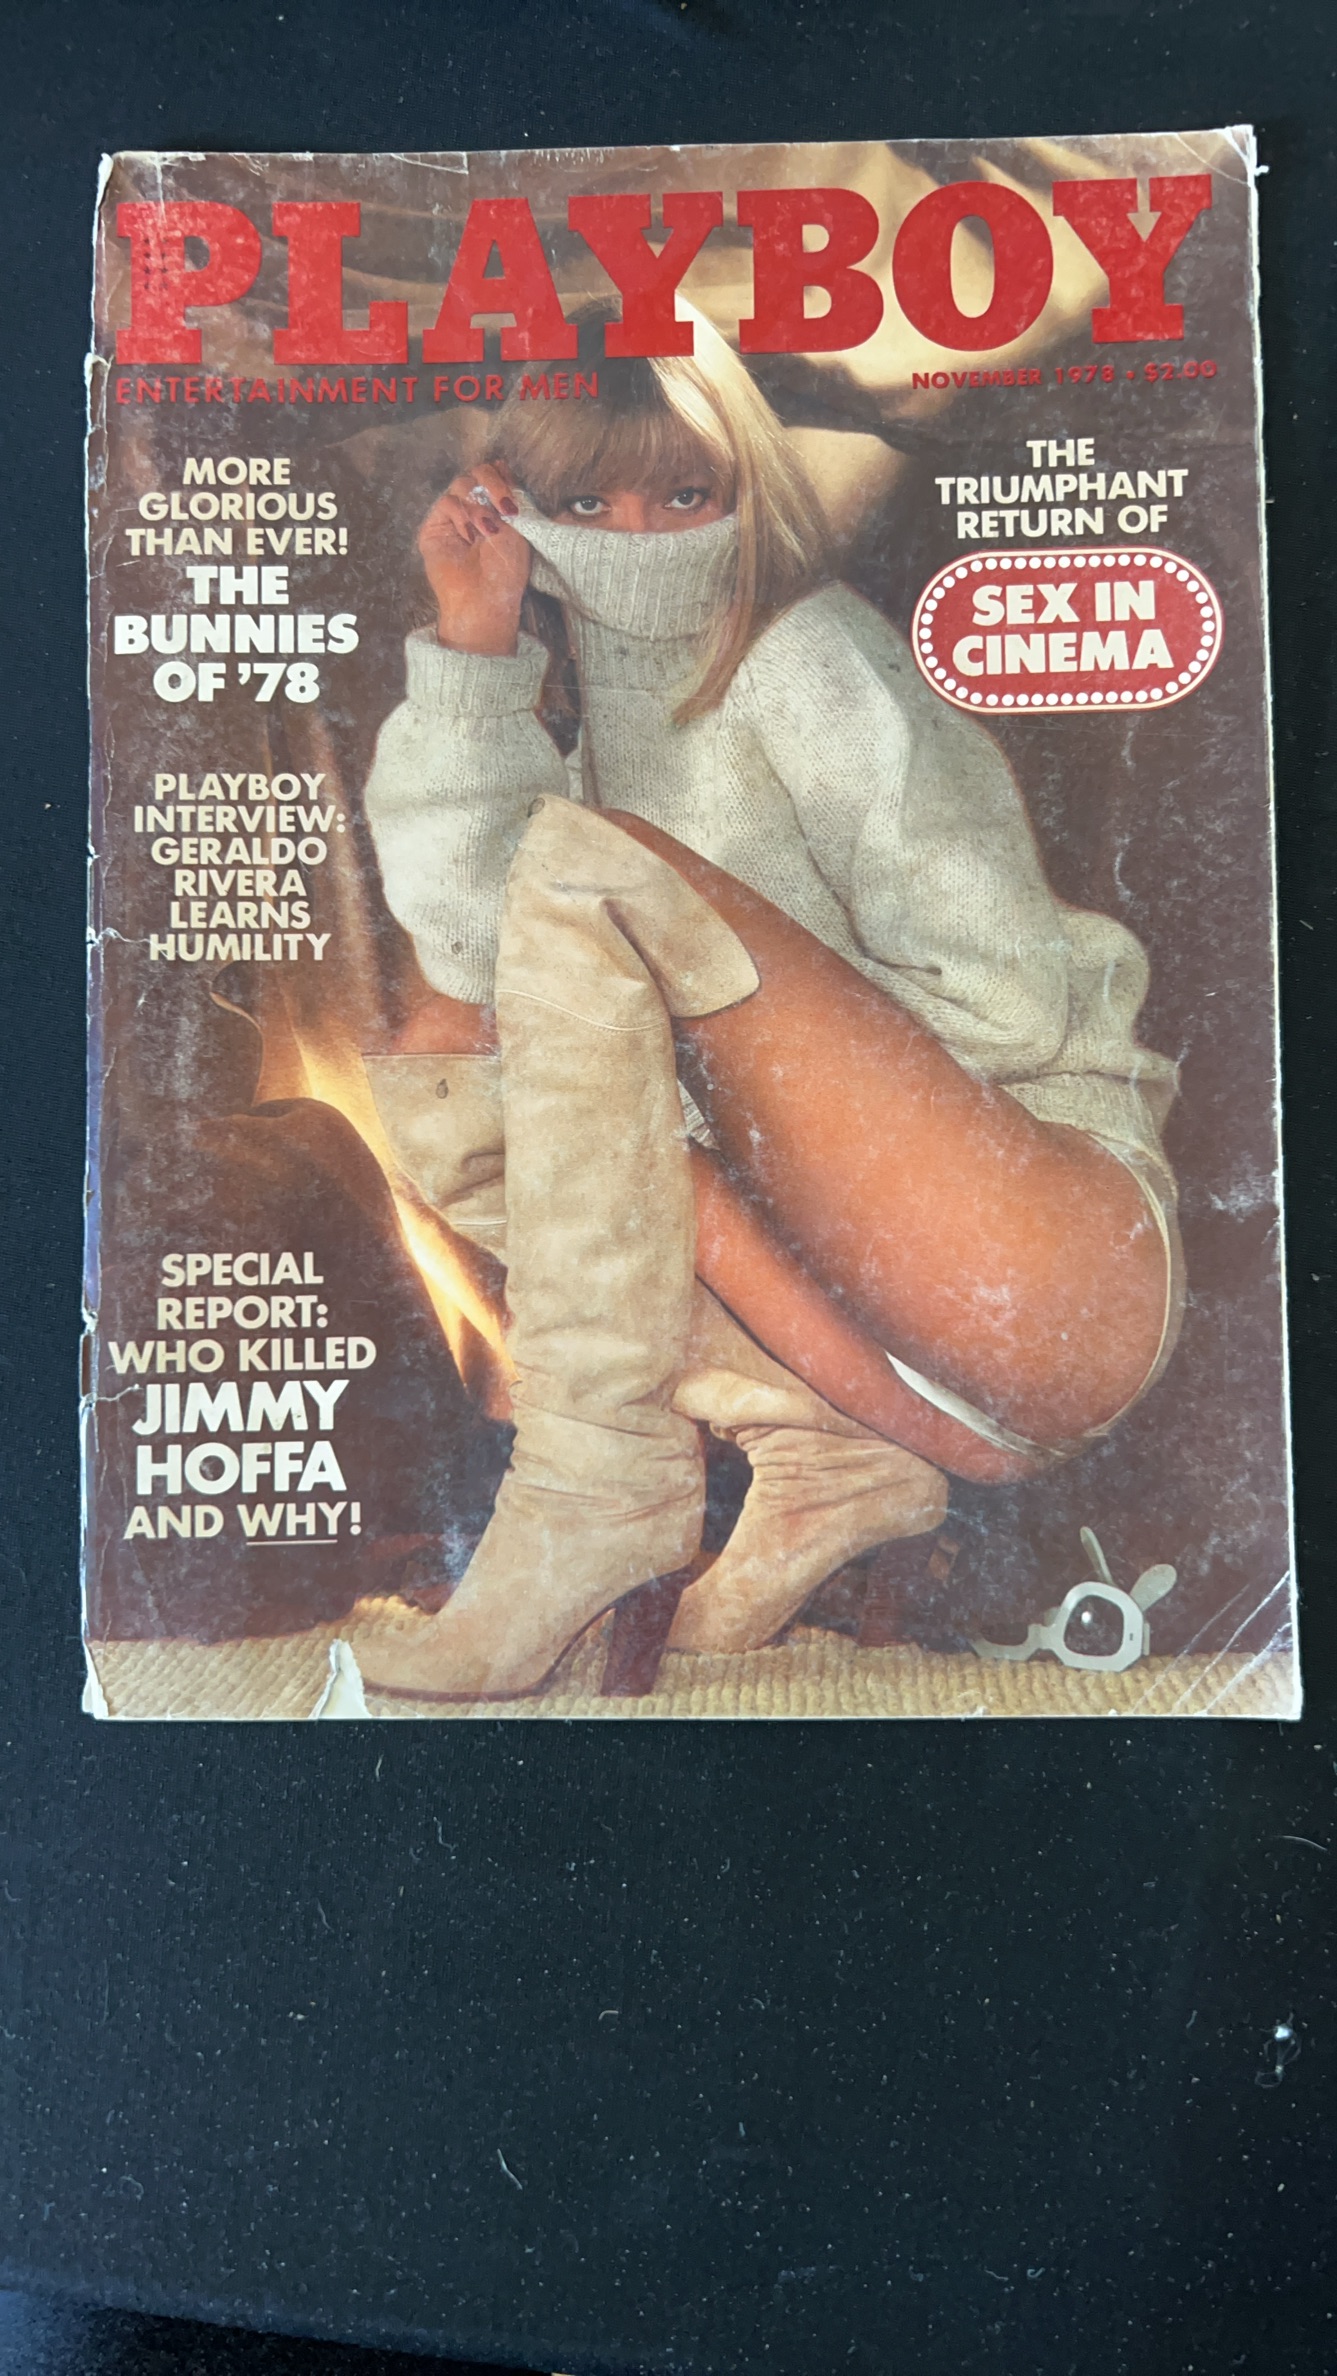 PLAYBOY
ENTERTAINMENT FOR MEN
NOVEMBER 1978 • $2.00
MORE
GLORIOUS
THAN EVER!
THE
BUNNIES
OF '78
THE
TRIUMPHANT
RETURN OF
SEX IN
CINEMA
PLAYBOY
INTERVIEW:
GERALDO
RIVERA
LEARNS
HUMILITY
SPECIAL
REPORT:
WHO KILLED
JIMMY
HOFFA
AND WHY!